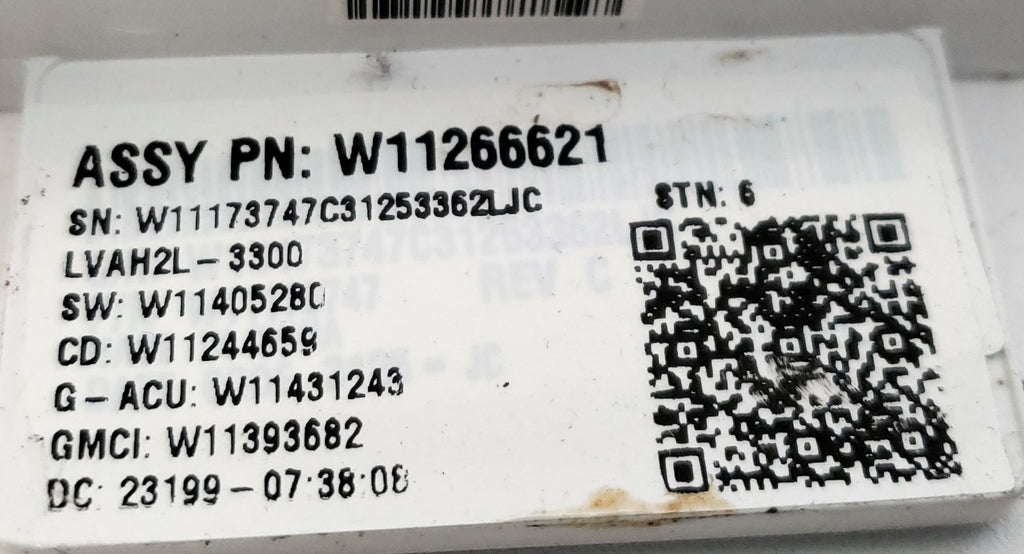 ASSY PN: W11266621
SN: W11173747C31253362LJC
STN: 6
LVAH2L - 3300
SW: W11405280
CD: W11244659
G - ACU: W11431243
GMCI: W11393682
DC: 23199 - 07:38:08
REV C